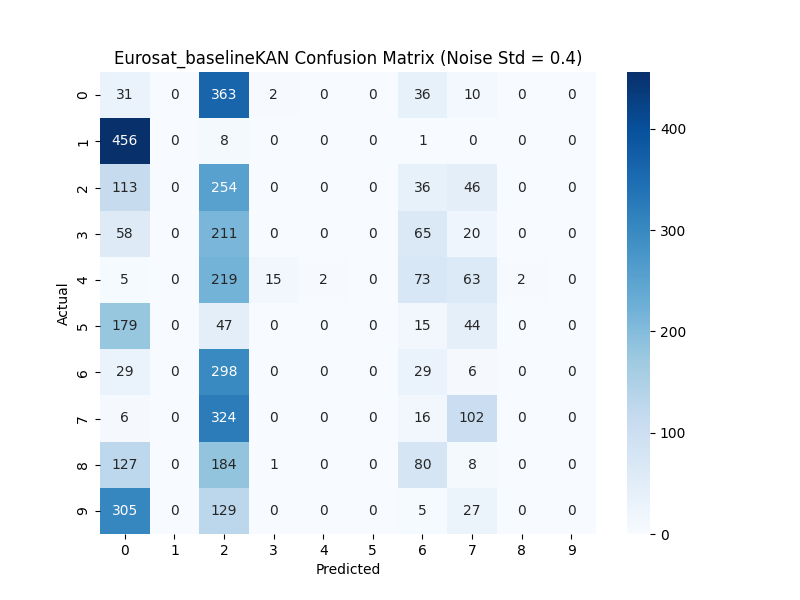 Eurosat_baselineKAN Confusion Matrix (Noise Std = 0.4)
0 31 0 363 2 0 0 36 10 0 0
1 456 0 8 0 0 0 1 0 0 0
2 113 0 254 0 0 0 36 46 0 0
3 58 0 211 0 0 0 65 20 0 0
4 5 0 219 15 2 0 73 63 2 0
5 179 0 47 0 0 0 15 44 0 0
6 29 0 298 0 0 0 29 6 0 0
7 6 0 324 0 0 0 16 102 0 0
8 127 0 184 1 0 0 80 8 0 0
9 305 0 129 0 0 0 5 27 0 0
0 1 2 3 4 5 6 7 8 9
Predicted
Actual
400
300
200
100
0